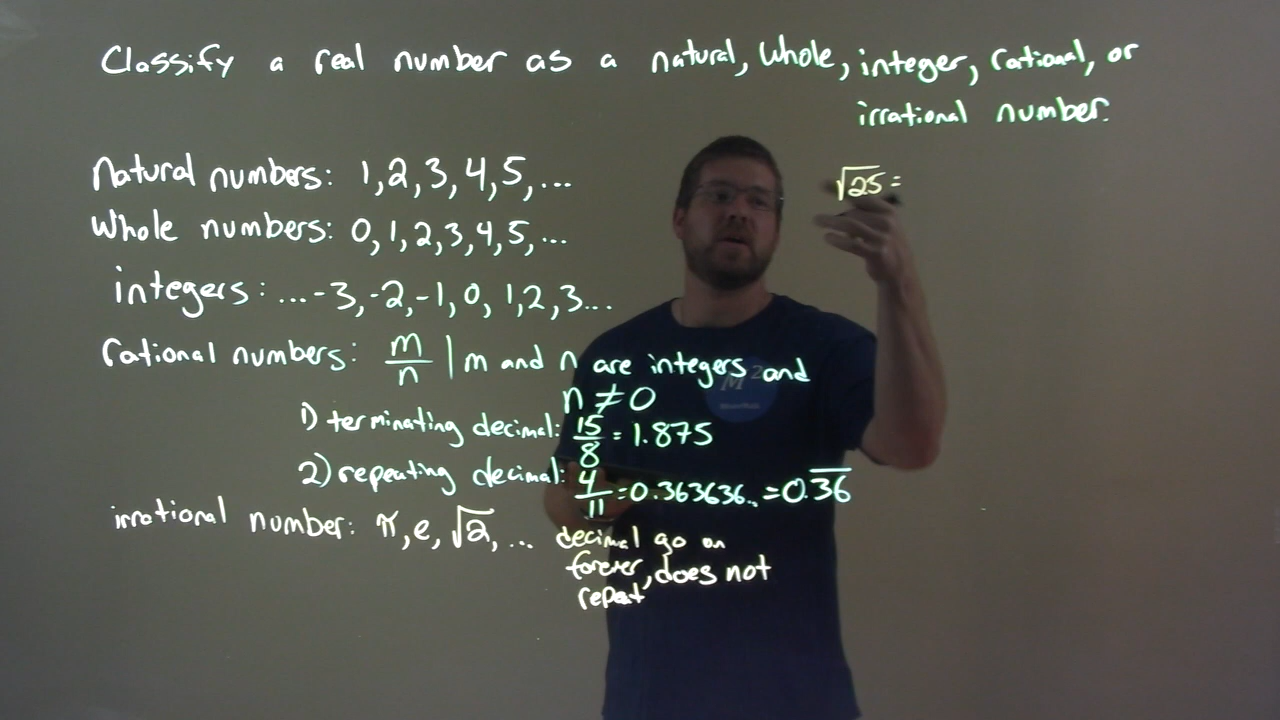 Classify a real number as a natural, whole, integer, rational, or
irrational number.
√25 =
Natural numbers: 1, 2, 3, 4, 5, ...
Whole numbers: 0, 1, 2, 3, 4, 5, ...
integers: ...-3, -2, -1, 0, 1, 2, 3...
rational numbers: m/n | m and n are integers and
n ≠ 0
1) terminating decimal: 15/8 = 1.875
2) repeating decimal: 4/11 = 0.363636.. = 0.3̅6̅
irrational number: π, e, √2, ... decimal go on
forever, does not
repeat
M²